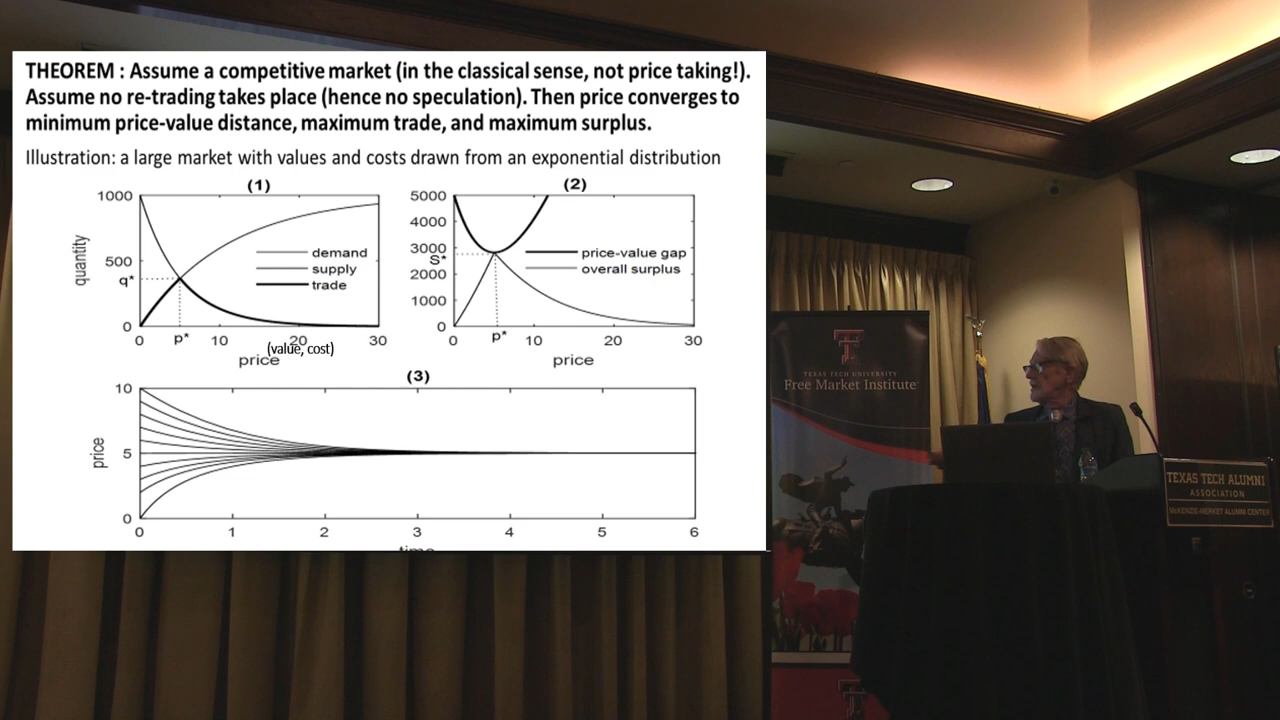 THEOREM : Assume a competitive market (in the classical sense, not price taking!).
Assume no re-trading takes place (hence no speculation). Then price converges to
minimum price-value distance, maximum trade, and maximum surplus.
Illustration: a large market with values and costs drawn from an exponential distribution
(1)
1000
500
q*
0
quantity
demand
supply
trade
0 p* 10 20 30
(value, cost)
price
(2)
5000
4000
3000
S*
2000
1000
0
price-value gap
overall surplus
0 p* 10 20 30
price
(3)
10
5
0
price
0 1 2 3 4 5 6
time
TEXAS TECH UNIVERSITY
Free Market Institute
TEXAS TECH ALUMNI
ASSOCIATION
McKENZIE-MERKET ALUMNI CENTER